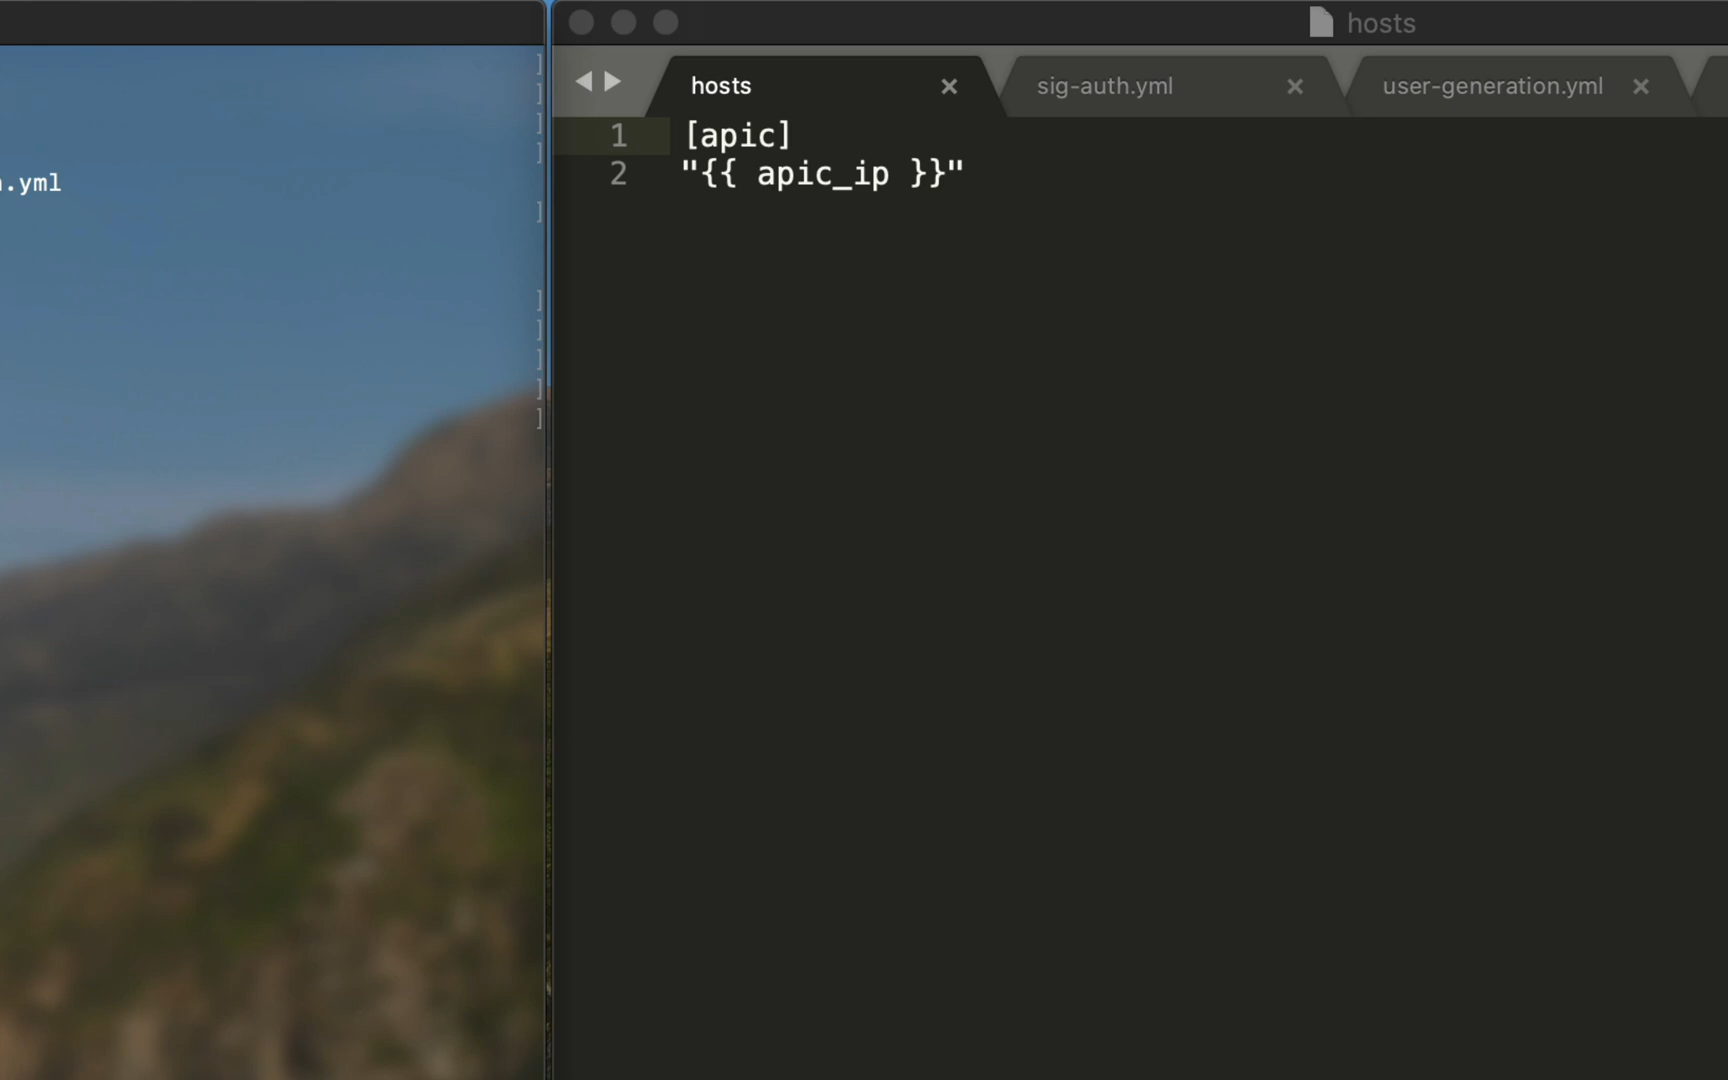 hosts
hosts
sig-auth.yml
user-generation.yml
1 [apic]
2 "{{ apic_ip }}"
.yml
]
]
]
]
]
]
]
]
]
]